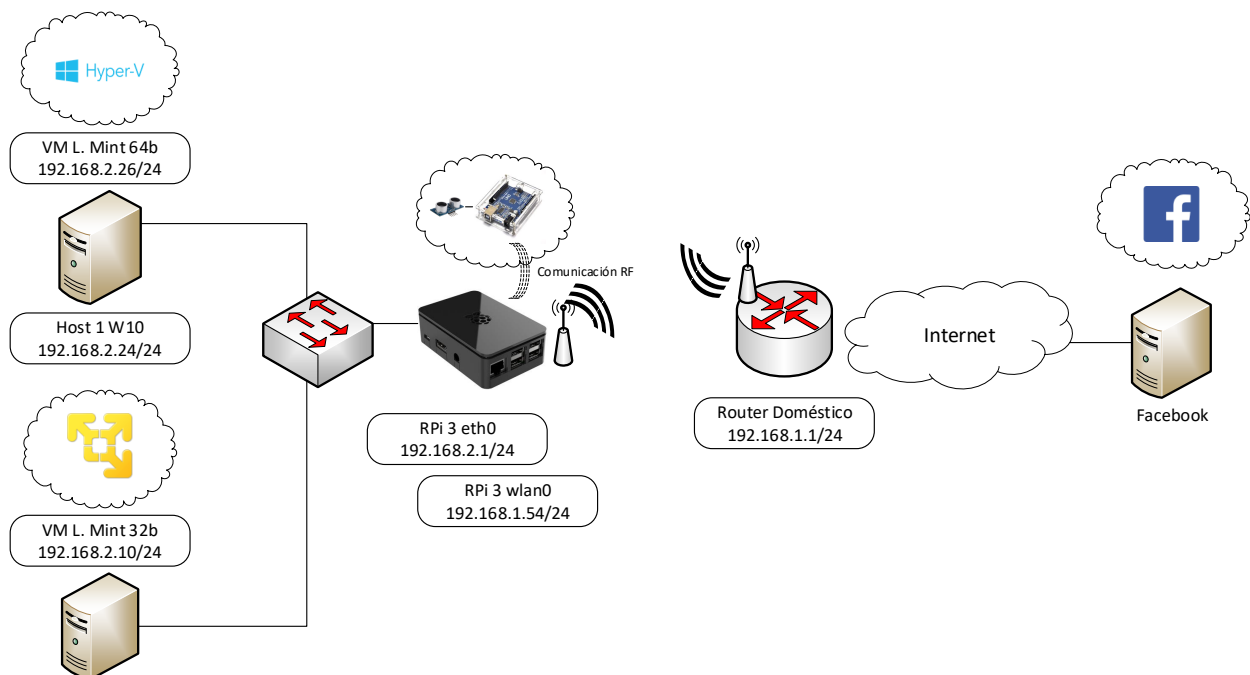 Hyper-V
VM L. Mint 64b
192.168.2.26/24
Host 1 W10
192.168.2.24/24
VM L. Mint 32b
192.168.2.10/24
Comunicación RF
RPi 3 eth0
192.168.2.1/24
RPi 3 wlan0
192.168.1.54/24
Router Doméstico
192.168.1.1/24
Internet
f
Facebook